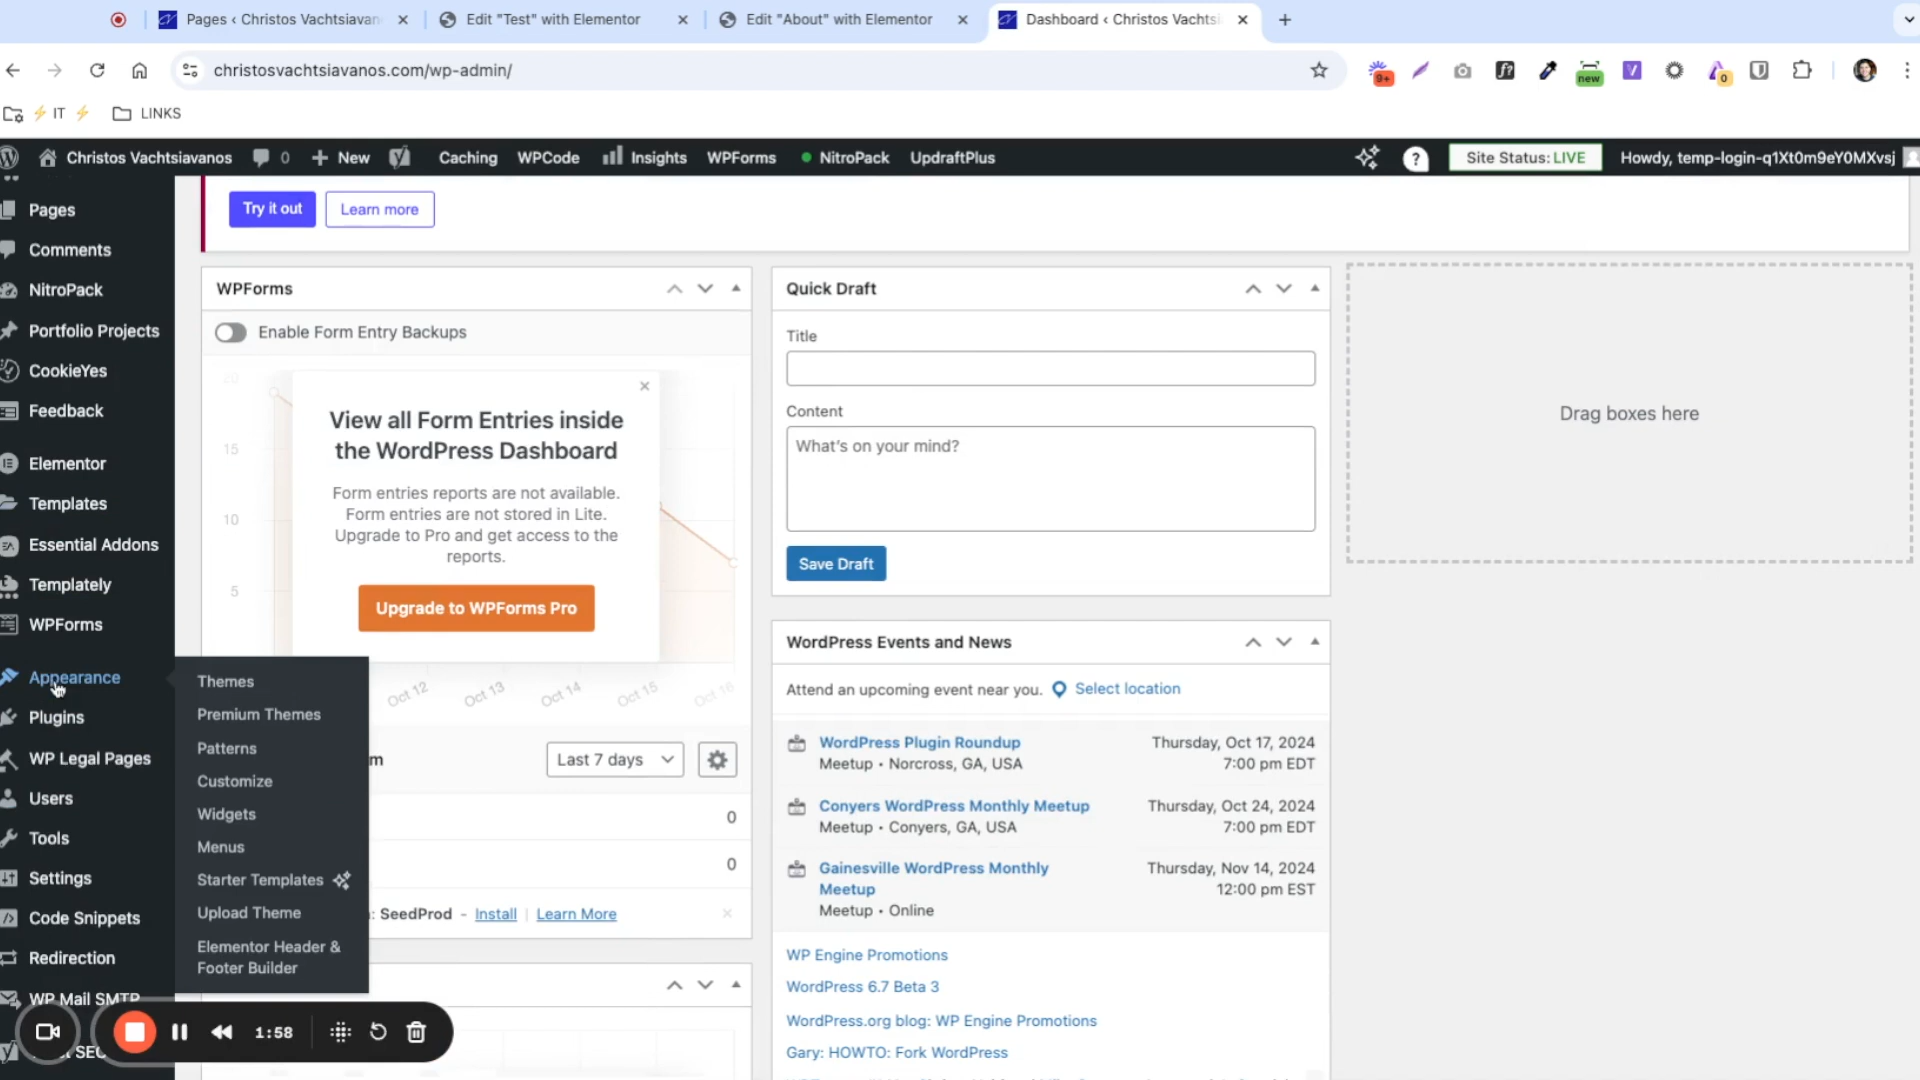 Pages ‹ Christos Vachtsiavan
Edit "Test" with Elementor
Edit "About" with Elementor
Dashboard ‹ Christos Vachtsi
christosvachtsiavanos.com/wp-admin/
9+
f?
new
V
0
IT
LINKS
Christos Vachtsiavanos
0
New
Caching
WPCode
Insights
WPForms
NitroPack
UpdraftPlus
?
Site Status: LIVE
Howdy, temp-login-q1Xt0m9eY0MXvsj
Pages
Comments
NitroPack
Portfolio Projects
CookieYes
Feedback
Elementor
Templates
Essential Addons
Templately
WPForms
Appearance
Plugins
WP Legal Pages
Users
Tools
Settings
Code Snippets
Redirection
WP Mail SMTP
SEO
Themes
Premium Themes
Patterns
Customize
Widgets
Menus
Starter Templates
Upload Theme
Elementor Header &
Footer Builder
1:58
Try it out
Learn more
WPForms
Enable Form Entry Backups
20
15
10
5
View all Form Entries inside
the WordPress Dashboard
Form entries reports are not available.
Form entries are not stored in Lite.
Upgrade to Pro and get access to the
reports.
Upgrade to WPForms Pro
Oct 12
Oct 13
Oct 14
Oct 15
Oct 16
m
Last 7 days
0
0
: SeedProd - Install | Learn More
Quick Draft
Title
Content
What's on your mind?
Save Draft
WordPress Events and News
Attend an upcoming event near you.
Select location
WordPress Plugin Roundup
Meetup • Norcross, GA, USA
Thursday, Oct 17, 2024
7:00 pm EDT
Conyers WordPress Monthly Meetup
Meetup • Conyers, GA, USA
Thursday, Oct 24, 2024
7:00 pm EDT
Gainesville WordPress Monthly
Meetup
Meetup • Online
Thursday, Nov 14, 2024
12:00 pm EST
WP Engine Promotions
WordPress 6.7 Beta 3
WordPress.org blog: WP Engine Promotions
Gary: HOWTO: Fork WordPress
Drag boxes here